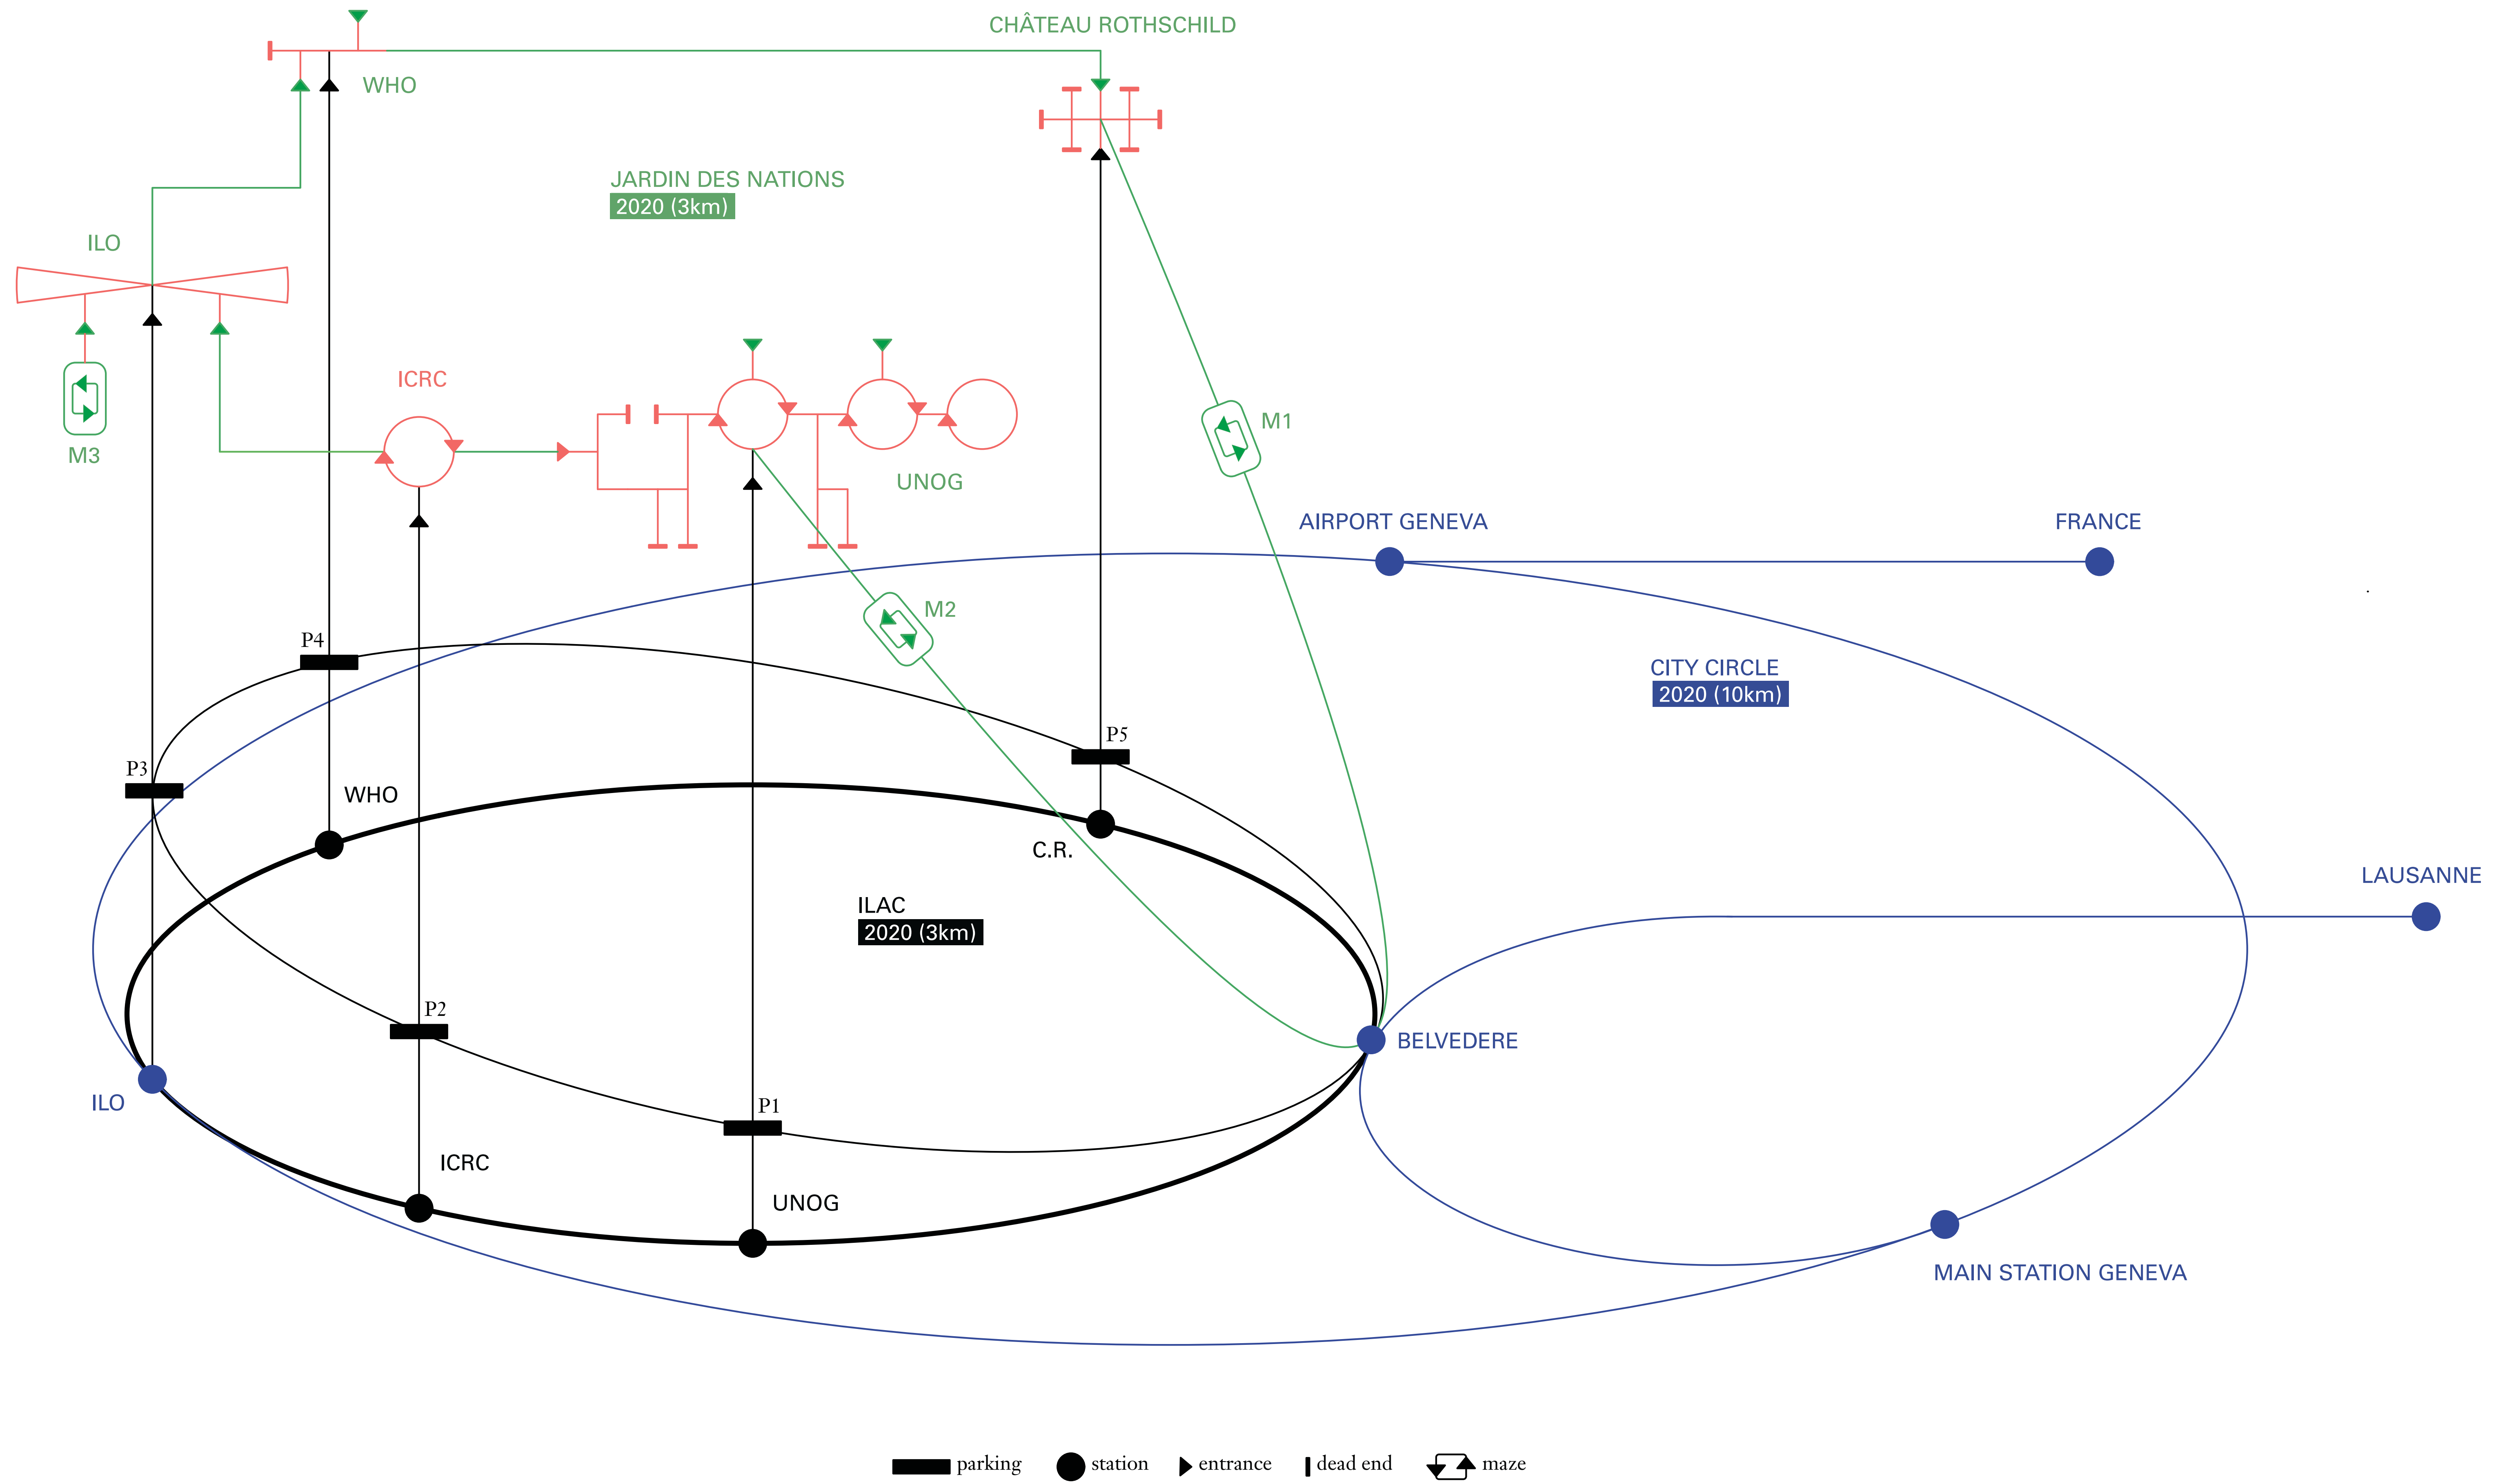 CHÂTEAU ROTHSCHILD
WHO
JARDIN DES NATIONS
2020 (3km)
ILO
ICRC
M1
M3
UNOG
AIRPORT GENEVA
FRANCE
M2
P4
CITY CIRCLE
2020 (10km)
P5
P3
WHO
C.R.
LAUSANNE
ILAC
2020 (3km)
P2
BELVEDERE
ILO
P1
ICRC
UNOG
MAIN STATION GENEVA
parking
station
entrance
dead end
maze